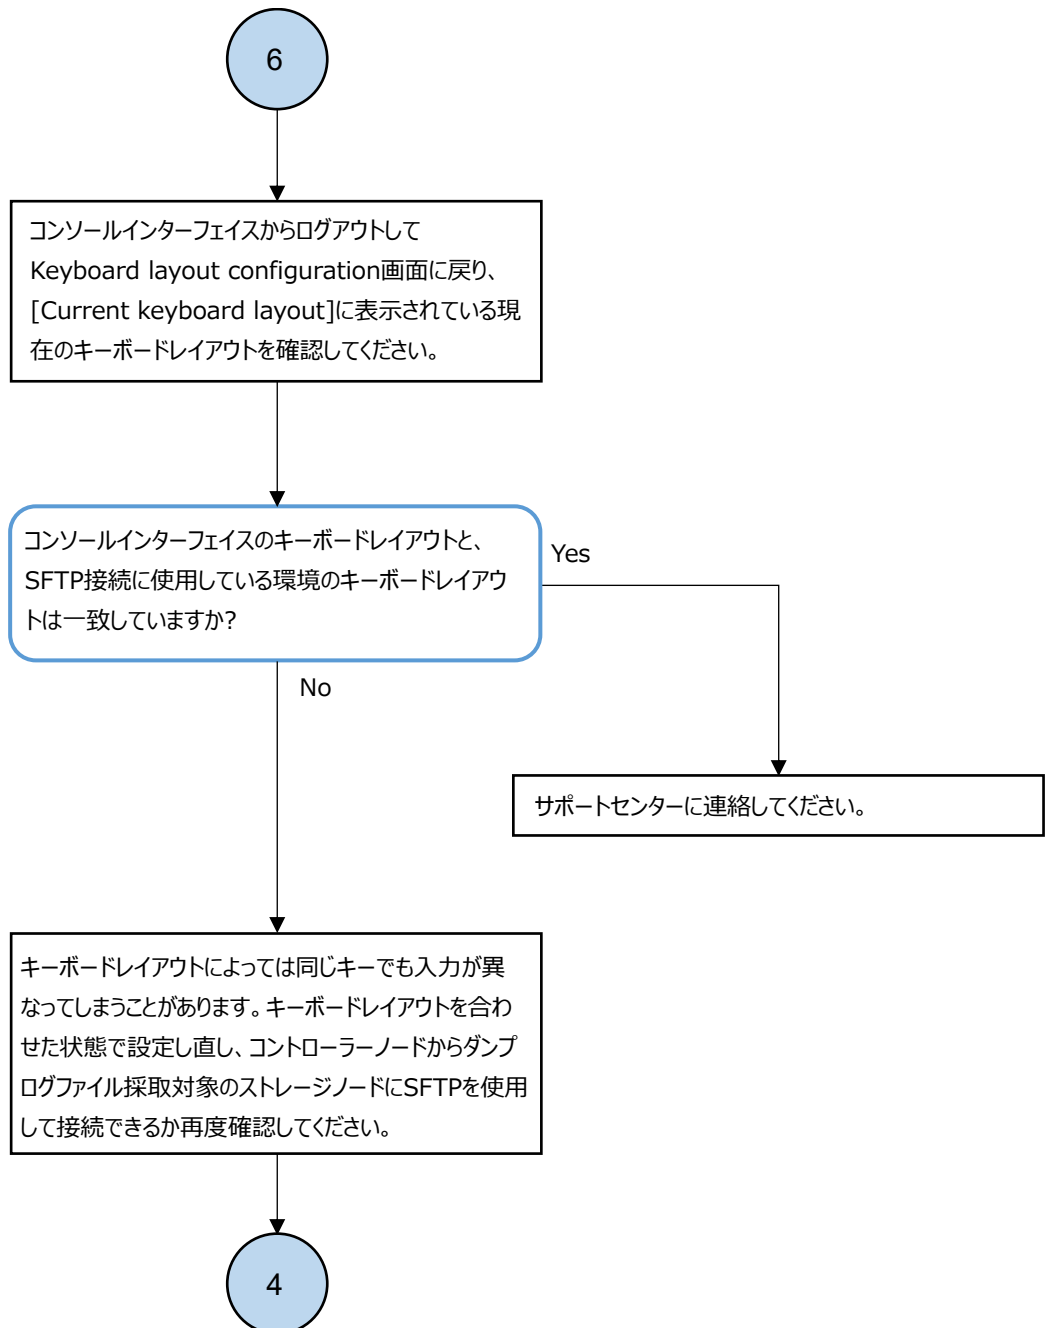 6
コンソールインターフェイスからログアウトして
Keyboard layout configuration画面に戻り、
[Current keyboard layout]に表示されている現
在のキーボードレイアウトを確認してください。
コンソールインターフェイスのキーボードレイアウトと、
SFTP接続に使用している環境のキーボードレイアウ
トは一致していますか?
Yes
No
サポートセンターに連絡してください。
キーボードレイアウトによっては同じキーでも入力が異
なってしまうことがあります。キーボードレイアウトを合わ
せた状態で設定し直し、コントローラーノードからダンプ
ログファイル採取対象のストレージノードにSFTPを使用
して接続できるか再度確認してください。
4